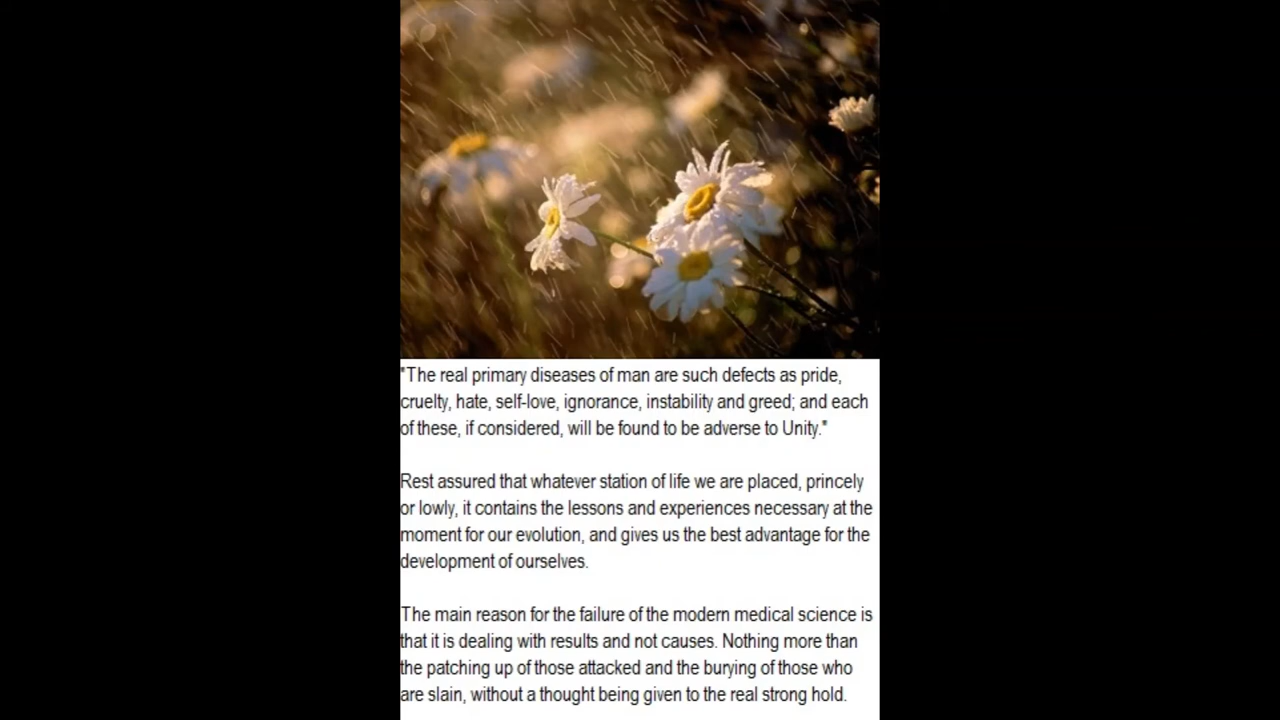 "The real primary diseases of man are such defects as pride,
cruelty, hate, self-love, ignorance, instability and greed; and each
of these, if considered, will be found to be adverse to Unity."
Rest assured that whatever station of life we are placed, princely
or lowly, it contains the lessons and experiences necessary at the
moment for our evolution, and gives us the best advantage for the
development of ourselves.
The main reason for the failure of the modern medical science is
that it is dealing with results and not causes. Nothing more than
the patching up of those attacked and the burying of those who
are slain, without a thought being given to the real strong hold.